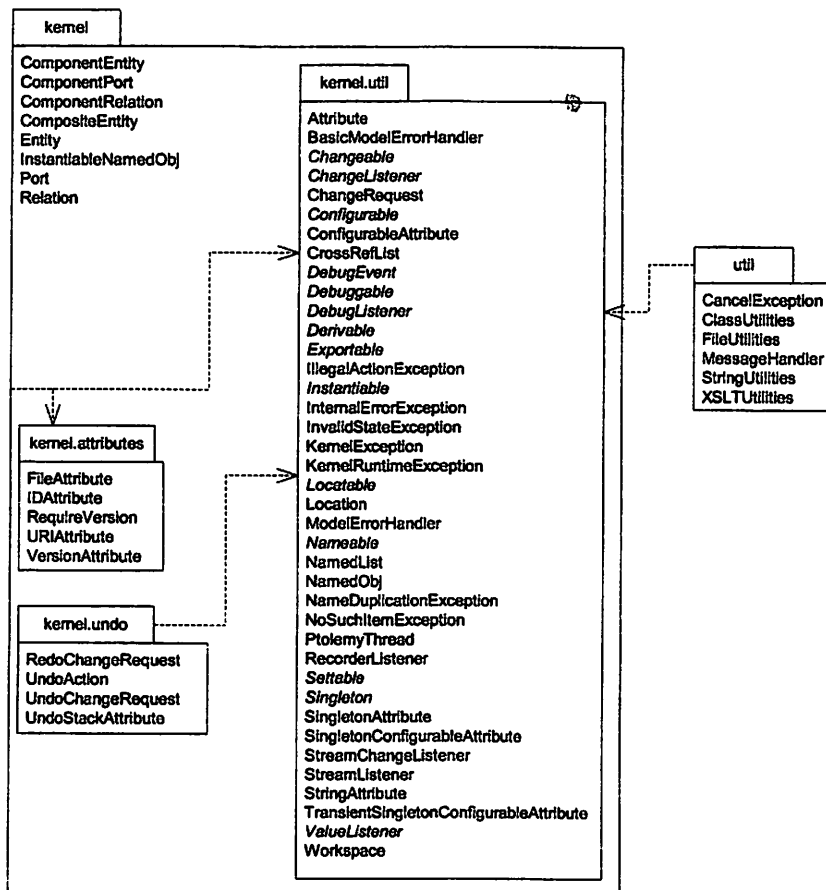 kernel
ComponentEntity
ComponentPort
ComponentRelation
CompositeEntity
Entity
InstantiableNamedObj
Port
Relation
kernel.util
Attribute
BasicModelErrorHandler
Changeable
ChangeListener
ChangeRequest
Configurable
ConfigurableAttribute
CrossRefList
DebugEvent
Debuggable
DebugListener
Derivable
Exportable
IllegalActionException
Instantiable
InternalErrorException
InvalidStateException
KernelException
KernelRuntimeException
Locatable
Location
ModelErrorHandler
Nameable
NamedList
NamedObj
NameDuplicationException
NoSuchItemException
PtolemyThread
RecorderListener
Settable
Singleton
SingletonAttribute
SingletonConfigurableAttribute
StreamChangeListener
StreamListener
StringAttribute
TransientSingletonConfigurableAttribute
ValueListener
Workspace
util
CancelException
ClassUtilities
FileUtilities
MessageHandler
StringUtilities
XSLTUtilities
kernel.attributes
FileAttribute
IDAttribute
RequireVersion
URIAttribute
VersionAttribute
kernel.undo
RedoChangeRequest
UndoAction
UndoChangeRequest
UndoStackAttribute